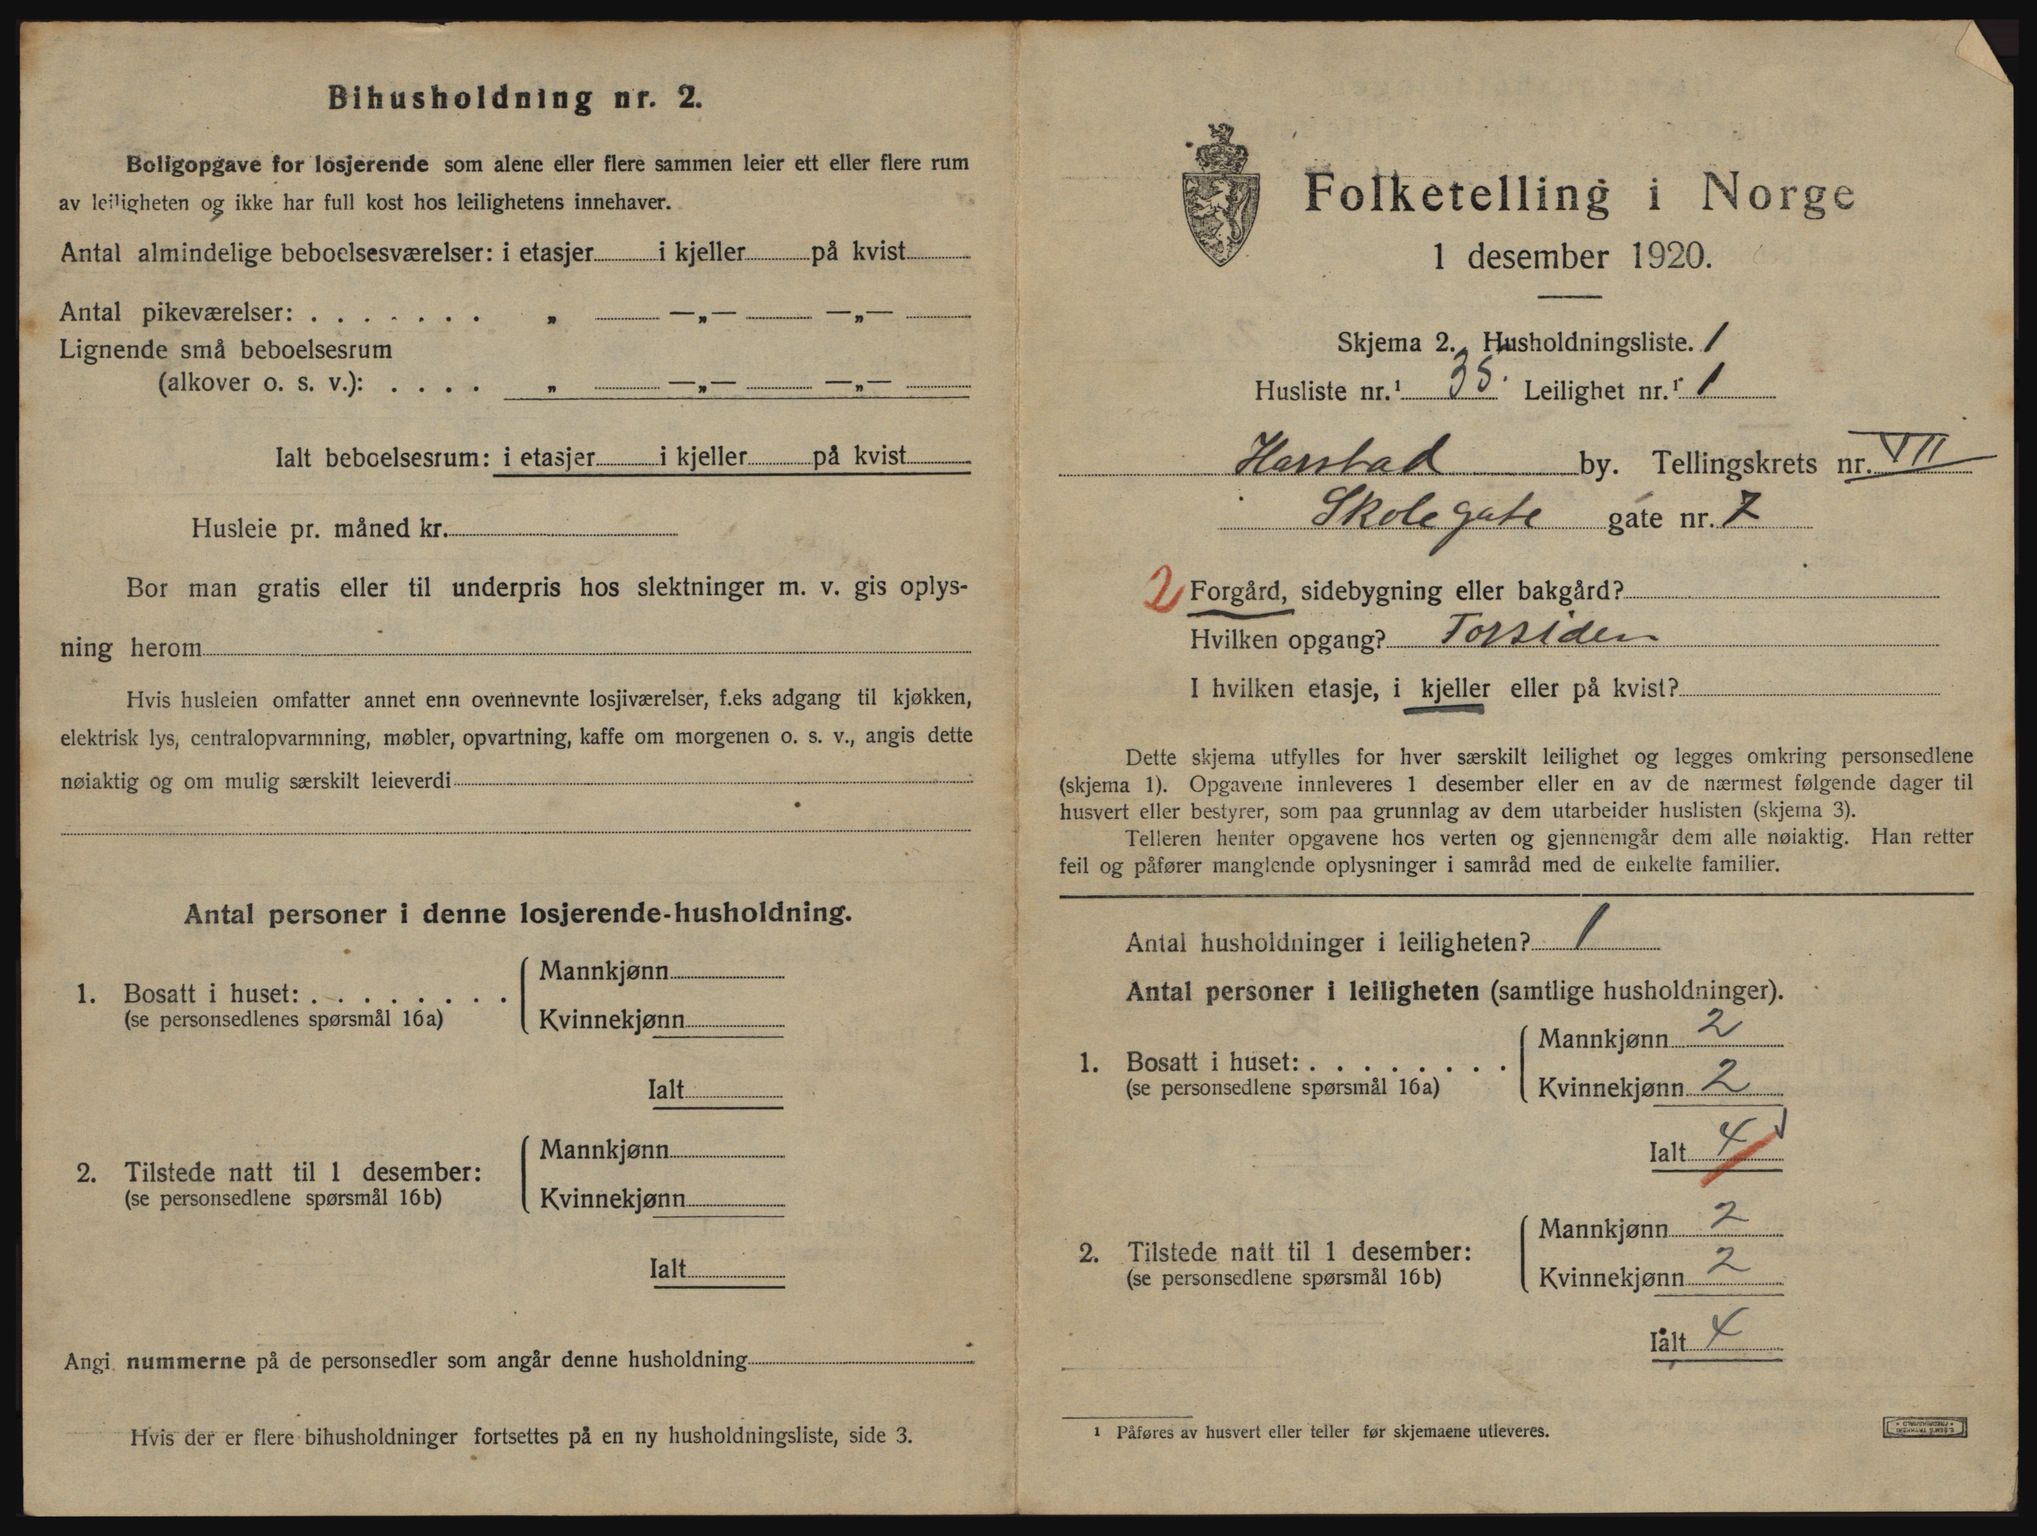 Bihusholdning nr. 2.
Boligopgave for losjerende som alene eller flere sammen leier ett eller flere rum
av leiligheten og ikke har full kost hos leilighetens innehaver.
Antal almindelige beboelsesværelser: i etasjer i kjeller på kvist
Antal pikeværelser: . . . . . . . „ —„— —„—
Lignende små beboelsesrum
(alkover o. s. v.): . . . . „ —„— —„—
Ialt beboelsesrum: i etasjer i kjeller på kvist
Husleie pr. måned kr.
Bor man gratis eller til underpris hos slektninger m. v. gis oplys-
ning herom
Hvis husleien omfatter annet enn ovennevnte losjiværelser, f.eks adgang til kjøkken,
elektrisk lys, centralopvarmning, møbler, opvartning, kaffe om morgenen o. s. v., angis dette
nøiaktig og om mulig særskilt leieverdi
Antal personer i denne losjerende-husholdning.
1. Bosatt i huset: . . . . . . . .
(se personsedlenes spørsmål 16a)
Mannkjønn
Kvinnekjønn
Ialt
2. Tilstede natt til 1 desember:
(se personsedlene spørsmål 16b)
Mannkjønn
Kvinnekjønn
Ialt
Angi nummerne på de personsedler som angår denne husholdning
Hvis der er flere bihusholdninger fortsettes på en ny husholdningsliste, side 3.
Folketelling i Norge
1 desember 1920.
Skjema 2. Husholdningsliste. 1
Husliste nr.¹ 35. Leilighet nr.¹ 1
Harstad by. Tellingskrets nr. VII
Skolegate gate nr. 7
2 Forgård, sidebygning eller bakgård?
Hvilken opgang? Forsiden
I hvilken etasje, i kjeller eller på kvist?
Dette skjema utfylles for hver særskilt leilighet og legges omkring personsedlene
(skjema 1). Opgavene innleveres 1 desember eller en av de nærmest følgende dager til
husvert eller bestyrer, som paa grunnlag av dem utarbeider huslisten (skjema 3).
Telleren henter opgavene hos verten og gjennemgår dem alle nøiaktig. Han retter
feil og påfører manglende oplysninger i samråd med de enkelte familier.
Antal husholdninger i leiligheten? 1
Antal personer i leiligheten (samtlige husholdninger).
1. Bosatt i huset: . . . . . . . .
(se personsedlene spørsmål 16a)
Mannkjønn 2
Kvinnekjønn 2
Ialt 4
2. Tilstede natt til 1 desember:
(se personsedlene spørsmål 16b)
Mannkjønn 2
Kvinnekjønn 2
Ialt 4
¹ Påføres av husvert eller teller før skjemaene utleveres.